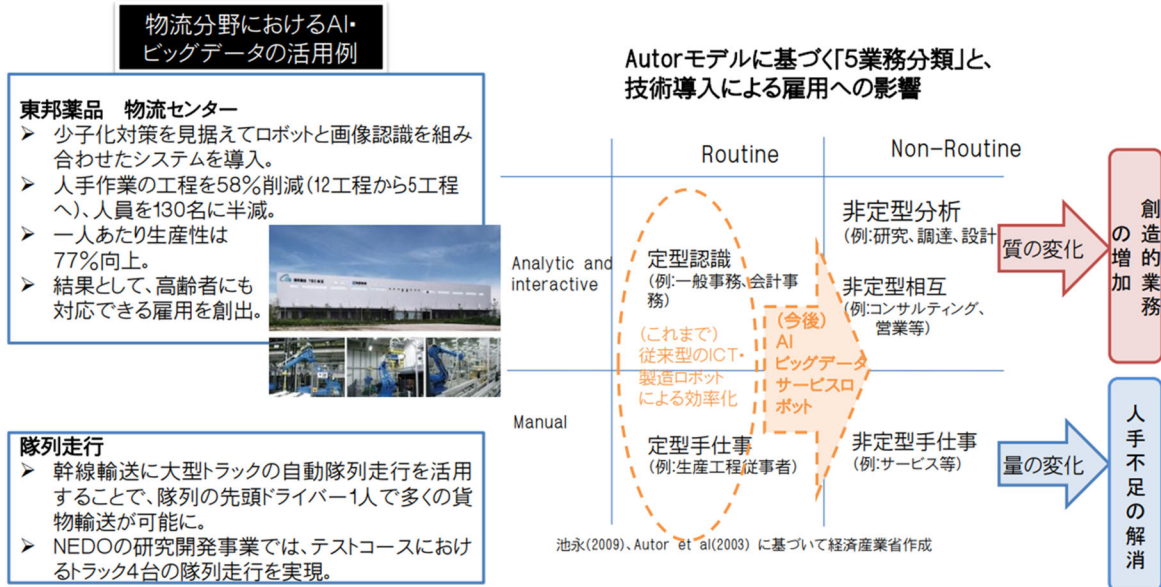 物流分野におけるAI・
ビッグデータの活用例
東邦薬品　物流センター
➢ 少子化対策を見据えてロボットと画像認識を組み
合わせたシステムを導入。
➢ 人手作業の工程を58%削減(12工程から5工程
へ)、人員を130名に半減。
➢ 一人あたり生産性は
77%向上。
➢ 結果として、高齢者にも
対応できる雇用を創出。
隊列走行
➢ 幹線輸送に大型トラックの自動隊列走行を活用
することで、隊列の先頭ドライバー1人で多くの貨
物輸送が可能に。
➢ NEDOの研究開発事業では、テストコースにおけ
るトラック4台の隊列走行を実現。
Autorモデルに基づく「5業務分類」と、
技術導入による雇用への影響
Routine
Non-Routine
Analytic and
interactive
定型認識
(例:一般事務、会計事
務)
(これまで)
従来型のICT・
製造ロボット
による効率化
(今後)
AI
ビッグデータ
サービスロ
ボット
非定型分析
(例:研究、調達、設計
非定型相互
(例:コンサルティング、
営業等)
Manual
定型手仕事
(例:生産工程従事者)
非定型手仕事
(例:サービス等)
質の変化
創造的業務
の増加
量の変化
人手不足の解消
池永(2009)、Autor et al(2003) に基づいて経済産業省作成